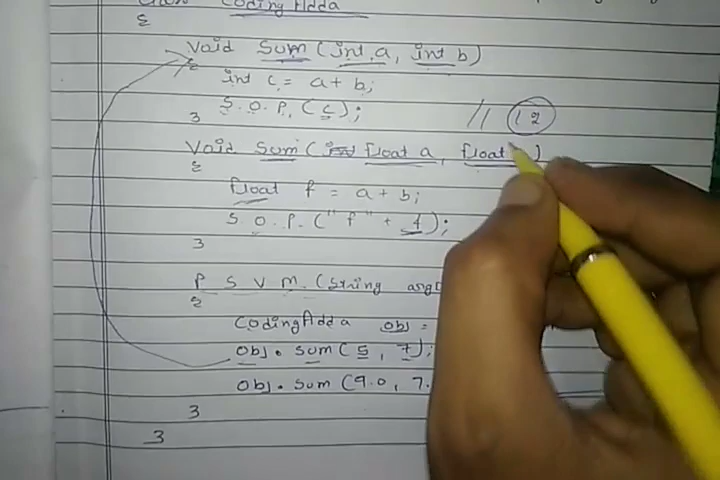 Coding Adda
{
Void Sum (int a, int b)
{
int c = a + b;
S. O. P. (c);
} // 12
Void Sum ( float a, float
{
float f = a + b;
S. O. P. ("f" + f);
}
P S V M. (String arg
{
CodingAdda obj =
obj. sum (5, 7);
obj. sum (9.0, 7.
}
}